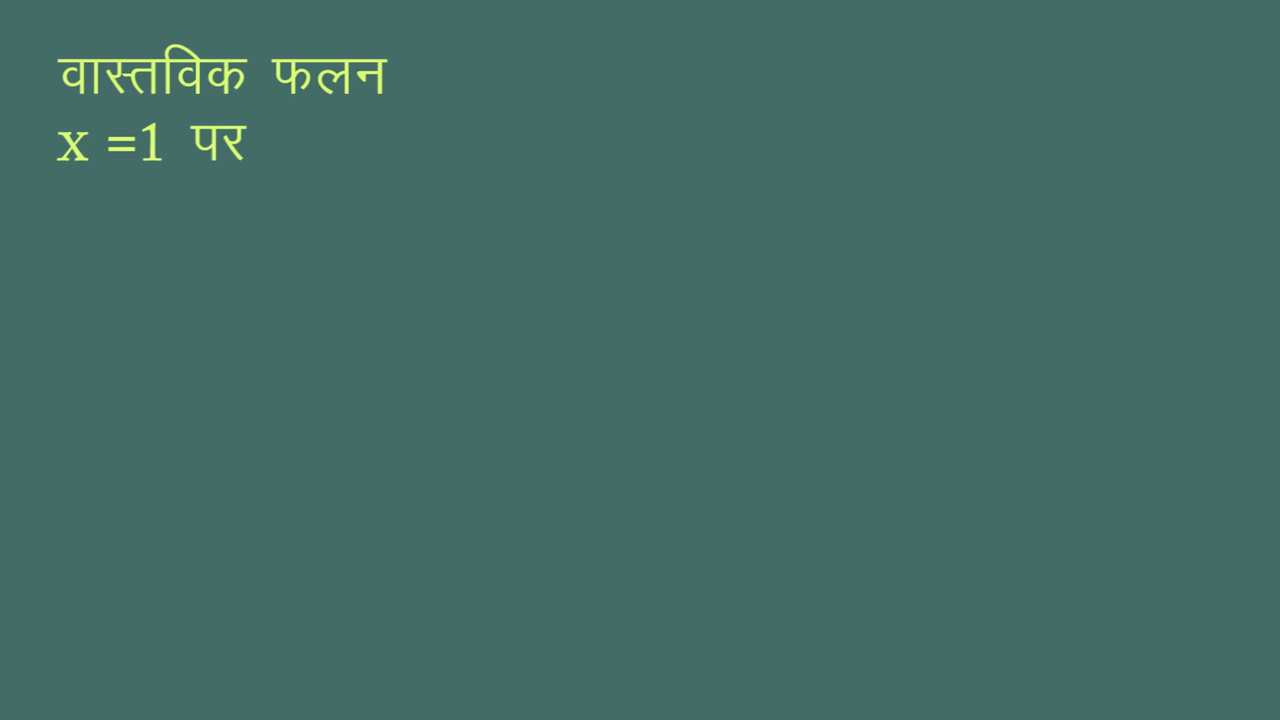 वास्तविक फलन
x =1 पर